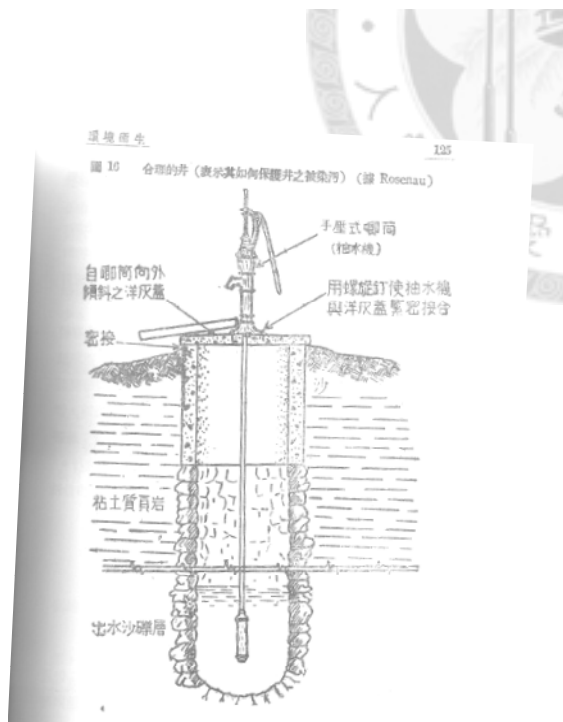 環境衛生
125
圖 16 合理的井（表示其如何保護井之被染污）（據 Rosenau）
手壓式唧筒
（抽水機）
自唧筒向外
傾斜之洋灰蓋
用螺旋釘使抽水機
與洋灰蓋緊密接合
密接
沙
粘土質頁岩
出水沙礫層